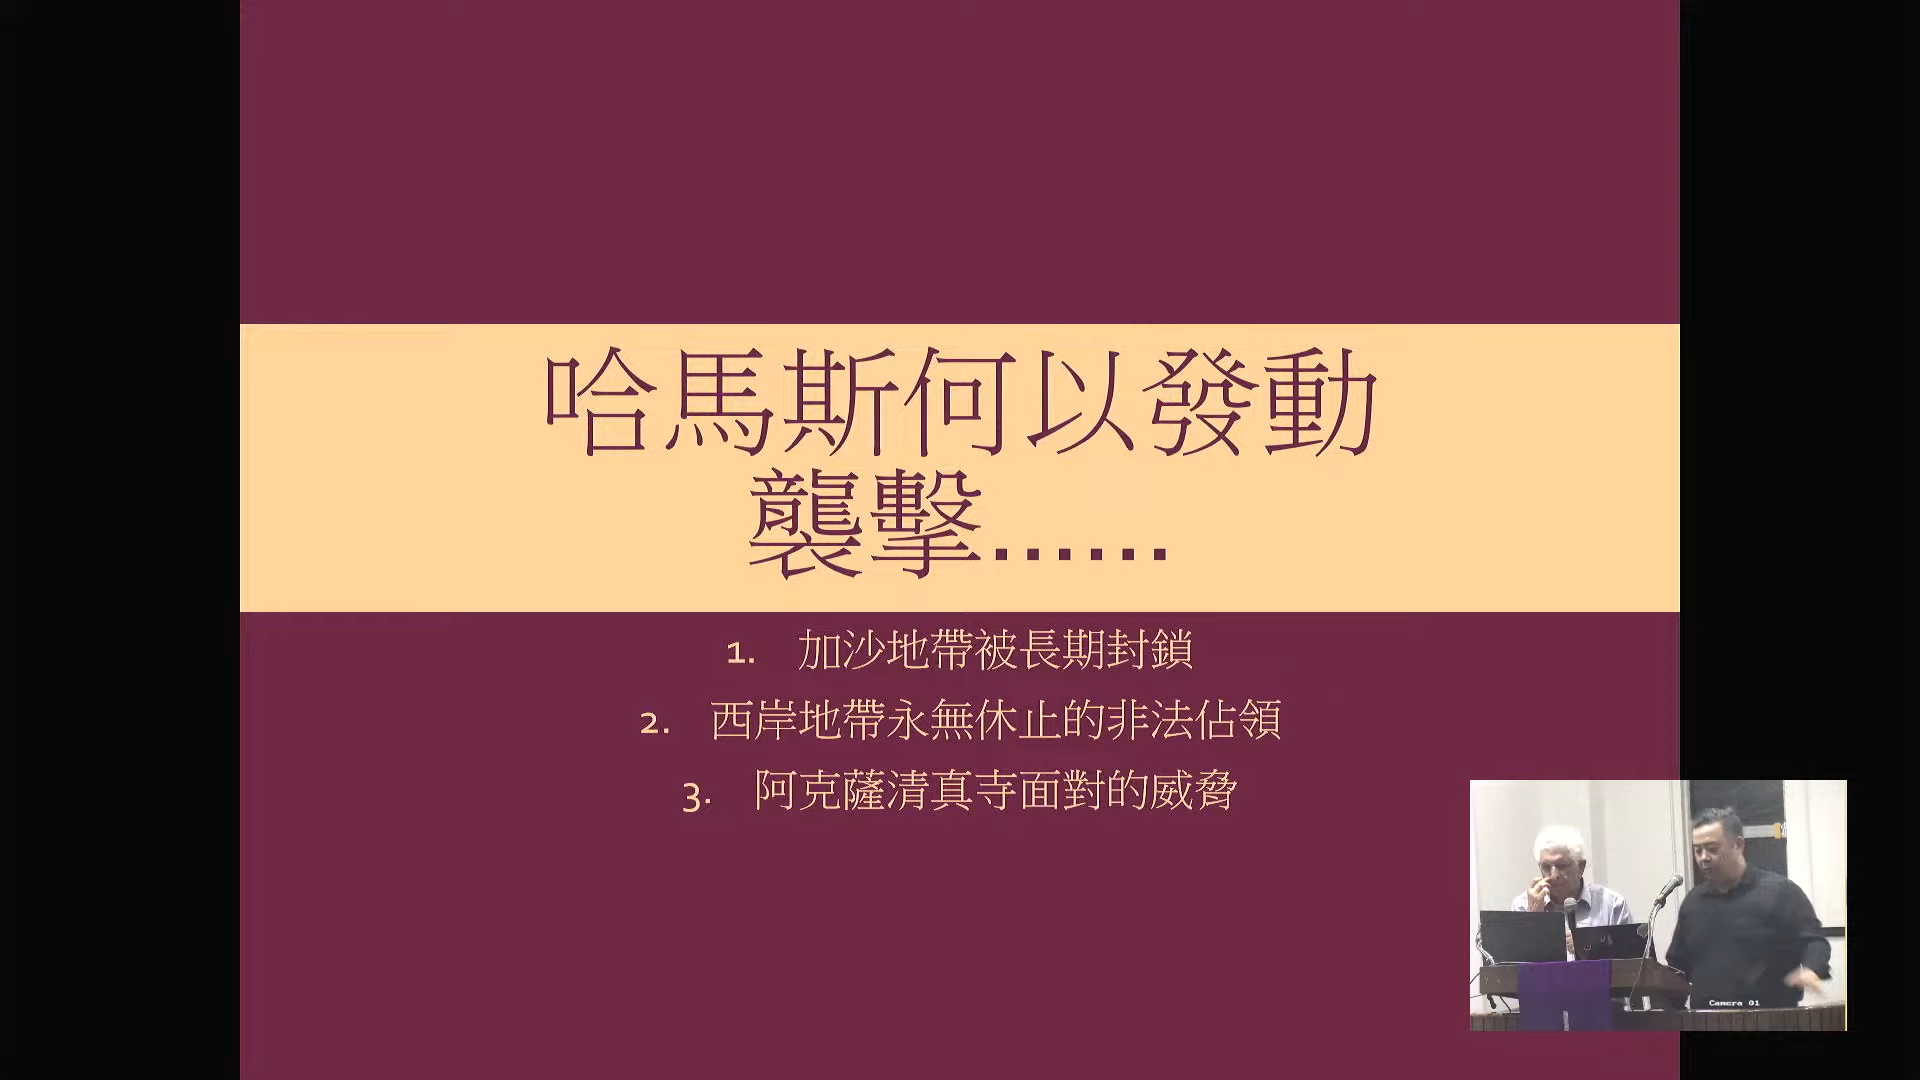 哈馬斯何以發動
襲擊......
1. 加沙地帶被長期封鎖
2. 西岸地帶永無休止的非法佔領
3. 阿克薩清真寺面對的威脅
Camera 01